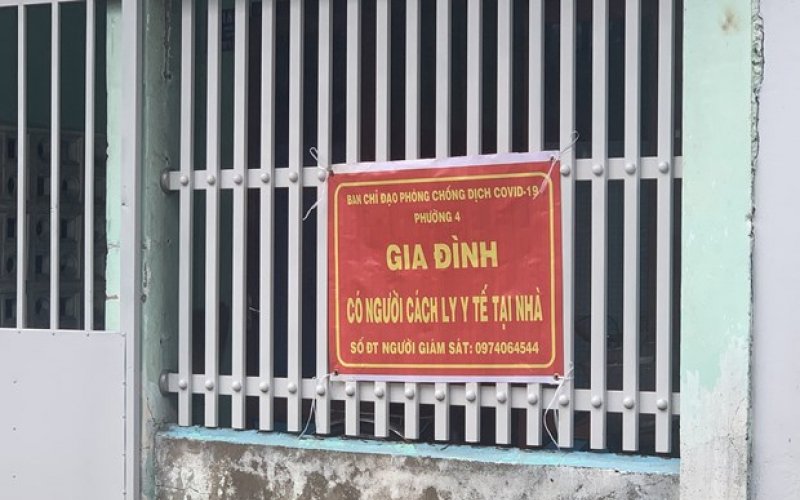 BAN CHỈ ĐẠO PHÒNG CHỐNG DỊCH COVID-19
PHƯỜNG 4
GIA ĐÌNH
CÓ NGƯỜI CÁCH LY Y TẾ TẠI NHÀ
SỐ ĐT NGƯỜI GIÁM SÁT: 0974064544